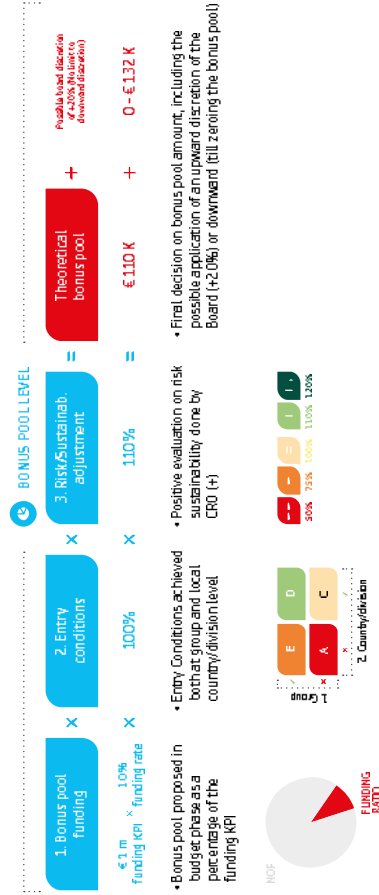 BONUS POOL LEVEL
1. Bonus pool
funding
×
2. Entry
conditions
×
3. Risk/Sustainab.
adjustment
=
Theoretical
bonus pool
+
Possible board discretion
of +20% (No limit to
downward discretion)
€1 m
funding KPI
×
10%
funding rate
×
100%
×
110%
=
€110 K
+
0 - €132 K
• Bonus pool proposed in
budget phase as a
percentage of the
funding KPI
• Entry Conditions achieved
both at group and local
country/division level
• Positive evaluation on risk
sustainability done by
CRO (+)
• Final decision on bonus pool amount, including the
possible application of an upward discretion of the
Board (+20%) or downward (till zeroing the bonus pool)
NOP
FUNDING
RATIO
1. Group
B
D
A
C
2. Country/division
- -
-
=
+
50%
75%
100%
110%
120%